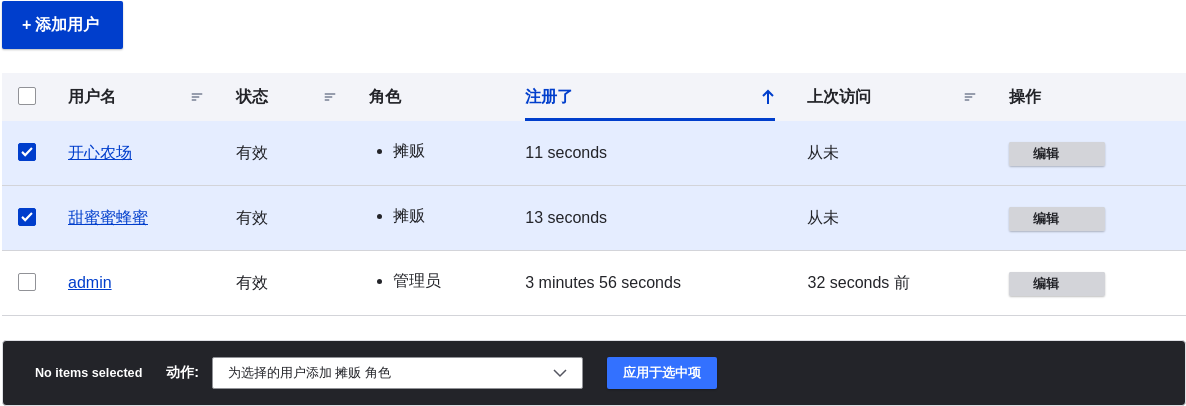 + 添加用户
用户名 状态 角色 注册了 上次访问 操作
开心农场 有效 • 摊贩 11 seconds 从未 编辑
甜蜜蜜蜂蜜 有效 • 摊贩 13 seconds 从未 编辑
admin 有效 • 管理员 3 minutes 56 seconds 32 seconds 前 编辑
No items selected 动作: 为选择的用户添加 摊贩 角色 应用于选中项